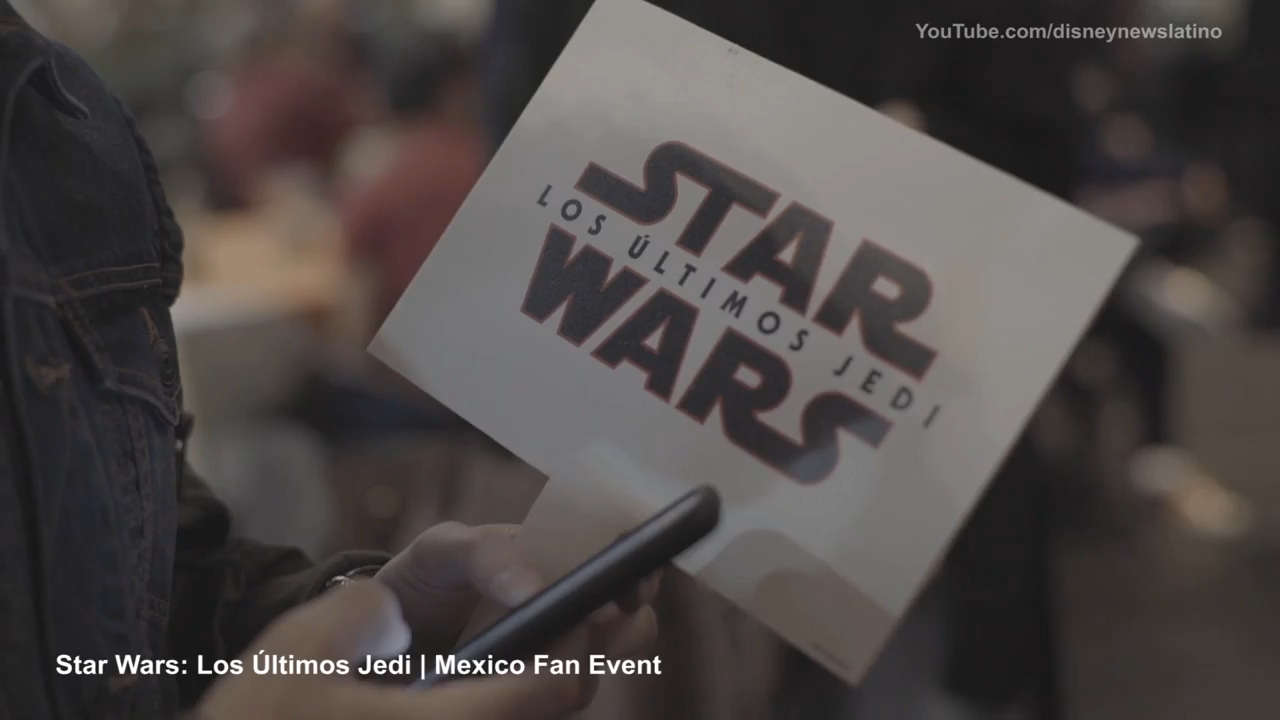 YouTube.com/disneynewslatino
STAR
LOS ÚLTIMOS JEDI
WARS
Star Wars: Los Últimos Jedi | Mexico Fan Event